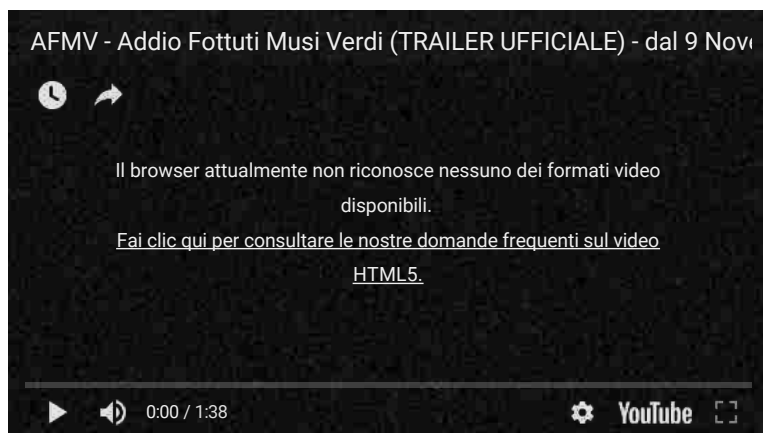 AFMV - Addio Fottuti Musi Verdi (TRAILER UFFICIALE) - dal 9 Nove
Il browser attualmente non riconosce nessuno dei formati video
disponibili.
Fai clic qui per consultare le nostre domande frequenti sul video
HTML5.
0:00 / 1:38 YouTube